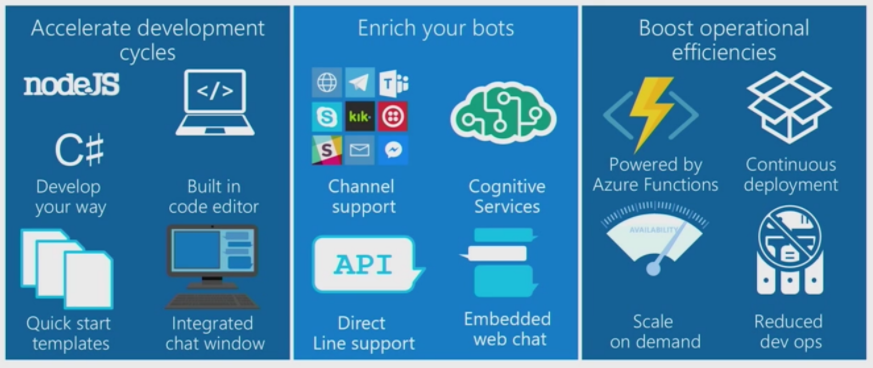 Accelerate development
cycles
nodeJS
</>
C#
Develop
your way
Built in
code editor
Quick start
templates
Integrated
chat window
Enrich your bots
T
S
kik·
S
Channel
support
Cognitive
Services
API
Direct
Line support
Embedded
web chat
Boost operational
efficiencies
Powered by
Azure Functions
Continuous
deployment
AVAILABILITY
Scale
on demand
Reduced
dev ops